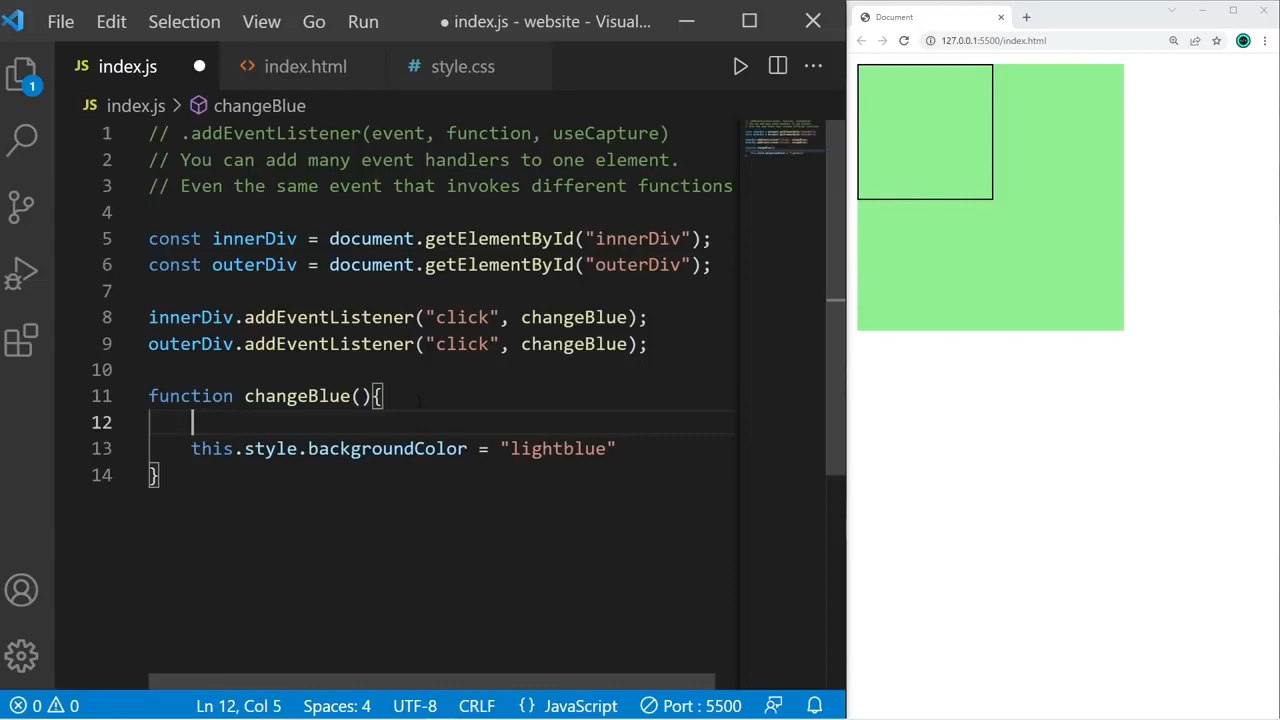 File Edit Selection View Go Run ● index.js - website - Visual...
JS index.js ● <> index.html # style.css
JS index.js > changeBlue
1 // .addEventListener(event, function, useCapture)
2 // You can add many event handlers to one element.
3 // Even the same event that invokes different functions
4
5 const innerDiv = document.getElementById("innerDiv");
6 const outerDiv = document.getElementById("outerDiv");
7
8 innerDiv.addEventListener("click", changeBlue);
9 outerDiv.addEventListener("click", changeBlue);
10
11 function changeBlue(){
12
13 this.style.backgroundColor = "lightblue"
14 }
1
0 0 Ln 12, Col 5 Spaces: 4 UTF-8 CRLF {} JavaScript Port : 5500
Document
127.0.0.1:5500/index.html